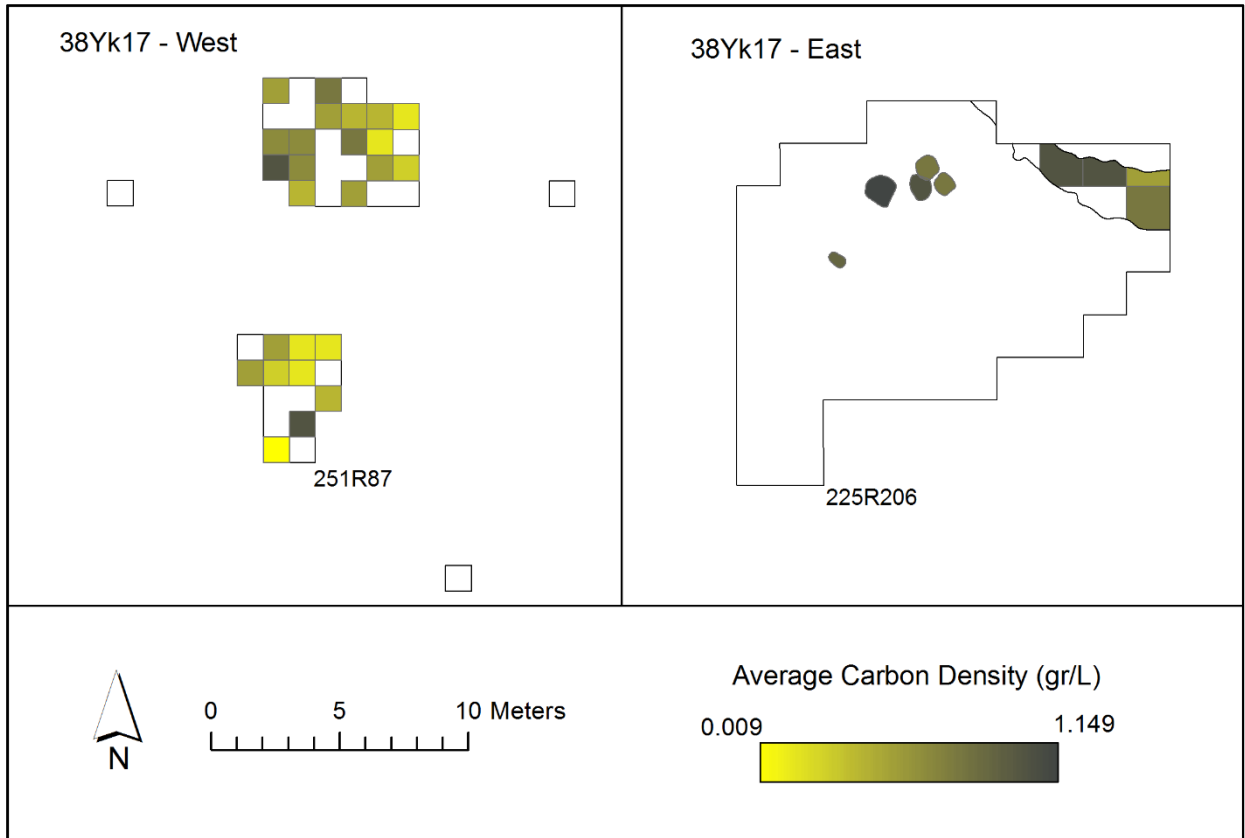 38Yk17 - West
38Yk17 - East
251R87
225R206
N
0 5 10 Meters
Average Carbon Density (gr/L)
0.009 1.149